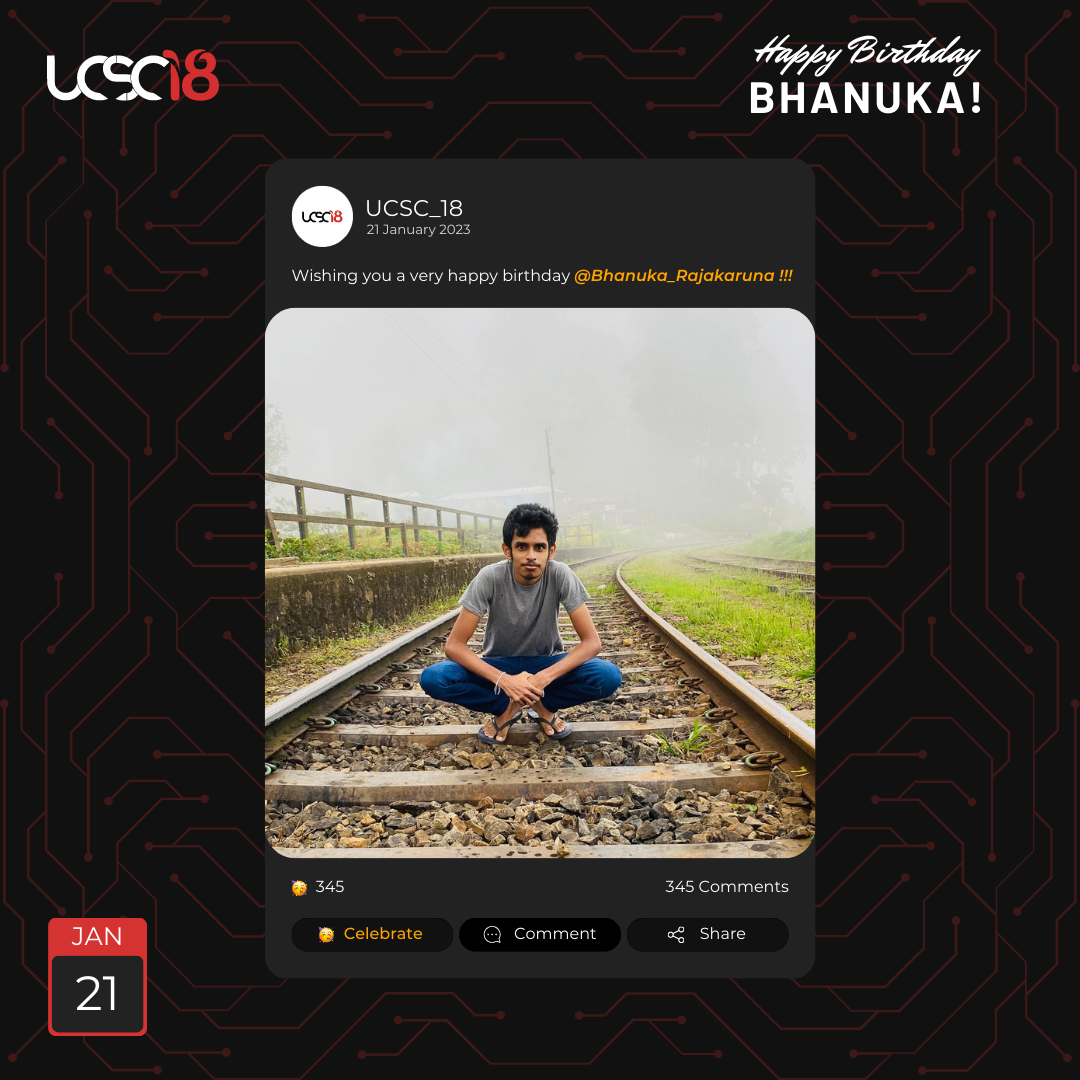 UCSC18
Happy Birthday
BHANUKA!
UCSC18
UCSC_18
21 January 2023
Wishing you a very happy birthday @Bhanuka_Rajakaruna !!!
345
345 Comments
Celebrate
Comment
Share
JAN
21